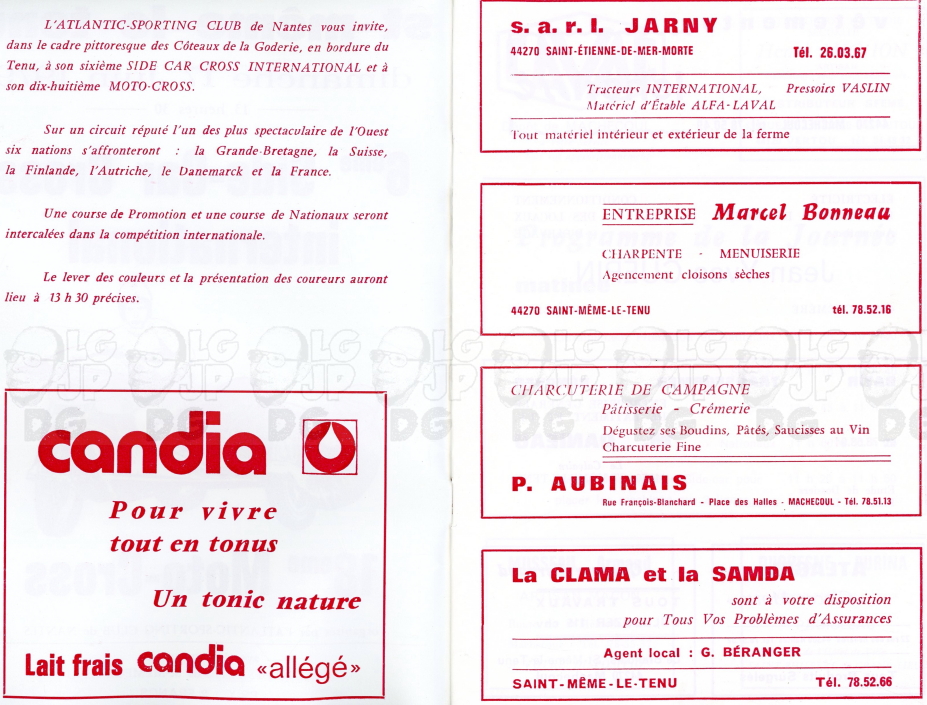 L'ATLANTIC-SPORTING CLUB de Nantes vous invite,
dans le cadre pittoresque des Côteaux de la Goderie, en bordure du
Tenu, à son sixième SIDE CAR CROSS INTERNATIONAL et à
son dix-huitième MOTO-CROSS.
Sur un circuit réputé l'un des plus spectaculaire de l'Ouest
six nations s'affronteront : la Grande-Bretagne, la Suisse,
la Finlande, l'Autriche, le Danemarck et la France.
Une course de Promotion et une course de Nationaux seront
intercalées dans la compétition internationale.
Le lever des couleurs et la présentation des coureurs auront
lieu à 13 h 30 précises.
candia
Pour vivre
tout en tonus
Un tonic nature
Lait frais candia «allégé»
s.a.r.l. JARNY
44270 SAINT-ÉTIENNE-DE-MER-MORTE Tél. 26.03.67
Tracteurs INTERNATIONAL, Pressoirs VASLIN
Matériel d'Étable ALFA-LAVAL
Tout matériel intérieur et extérieur de la ferme
ENTREPRISE Marcel Bonneau
CHARPENTE - MENUISERIE
Agencement cloisons sèches
44270 SAINT-MÊME-LE-TENU tél. 78.52.16
CHARCUTERIE DE CAMPAGNE
Pâtisserie - Crémerie
Dégustez ses Boudins, Pâtés, Saucisses au Vin
Charcuterie Fine
P. AUBINAIS
Rue François-Blanchard - Place des Halles - MACHECOUL - Tél. 78.51.13
La CLAMA et la SAMDA
sont à votre disposition
pour Tous Vos Problèmes d'Assurances
Agent local : G. BÉRANGER
SAINT-MÊME-LE-TENU Tél. 78.52.66
LG JP DG